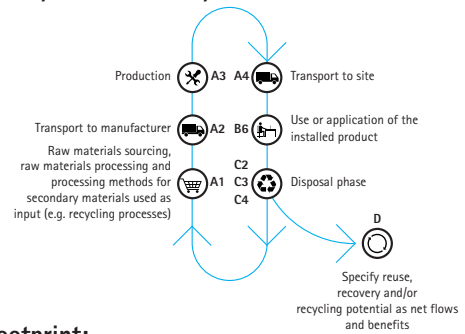 Production
A3
A4
Transport to site
Transport to manufacturer
A2
B6
Use or application of the
installed product
Raw materials sourcing,
raw materials processing and
processing methods for
secondary materials used as
input (e.g. recycling processes)
A1
C2
C3
C4
Disposal phase
D
Specify reuse,
recovery and/or
recycling potential as net flows
and benefits